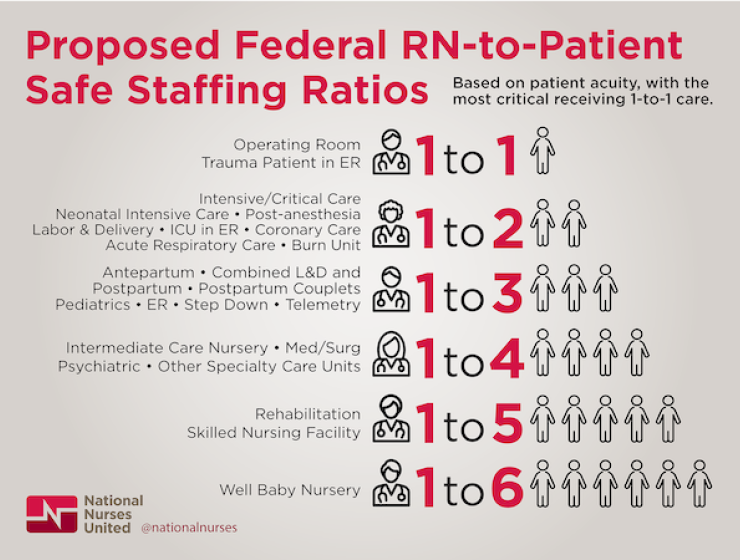 Proposed Federal RN-to-Patient
Safe Staffing Ratios
Based on patient acuity, with the
most critical receiving 1-to-1 care.
Operating Room
Trauma Patient in ER
1 to 1
Intensive/Critical Care
Neonatal Intensive Care • Post-anesthesia
Labor & Delivery • ICU in ER • Coronary Care
Acute Respiratory Care • Burn Unit
1 to 2
Antepartum • Combined L&D and
Postpartum • Postpartum Couplets
Pediatrics • ER • Step Down • Telemetry
1 to 3
Intermediate Care Nursery • Med/Surg
Psychiatric • Other Specialty Care Units
1 to 4
Rehabilitation
Skilled Nursing Facility
1 to 5
Well Baby Nursery
1 to 6
National
Nurses
United @nationalnurses